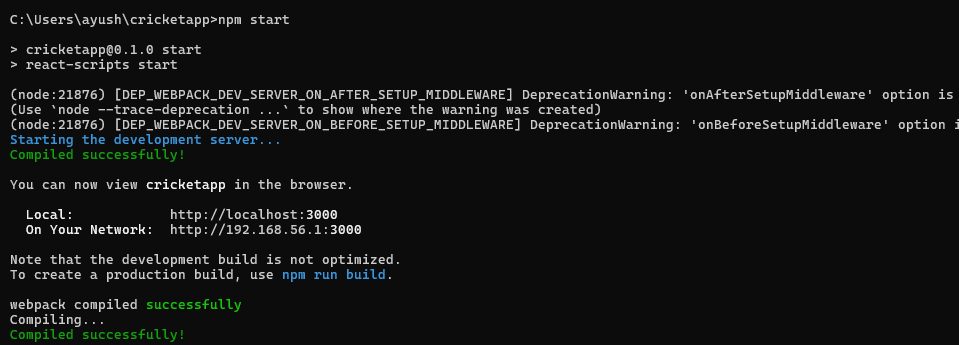 C:\Users\ayush\cricketapp>npm start
> cricketapp@0.1.0 start
> react-scripts start
(node:21876) [DEP_WEBPACK_DEV_SERVER_ON_AFTER_SETUP_MIDDLEWARE] DeprecationWarning: 'onAfterSetupMiddleware' option is
(Use `node --trace-deprecation ...` to show where the warning was created)
(node:21876) [DEP_WEBPACK_DEV_SERVER_ON_BEFORE_SETUP_MIDDLEWARE] DeprecationWarning: 'onBeforeSetupMiddleware' option i
Starting the development server...
Compiled successfully!
You can now view cricketapp in the browser.
Local: http://localhost:3000
On Your Network: http://192.168.56.1:3000
Note that the development build is not optimized.
To create a production build, use npm run build.
webpack compiled successfully
Compiling...
Compiled successfully!